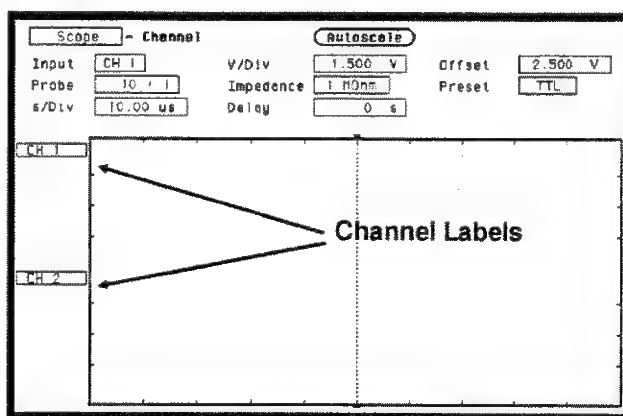 Scope - Channel Autoscale
Input CH 1 V/Div 1.500 V Offset 2.500 V
Probe 10 : 1 Impedance 1 MOhm Preset TTL
s/Div 10.00 us Delay 0 s
CH 1
Channel Labels
CH 2